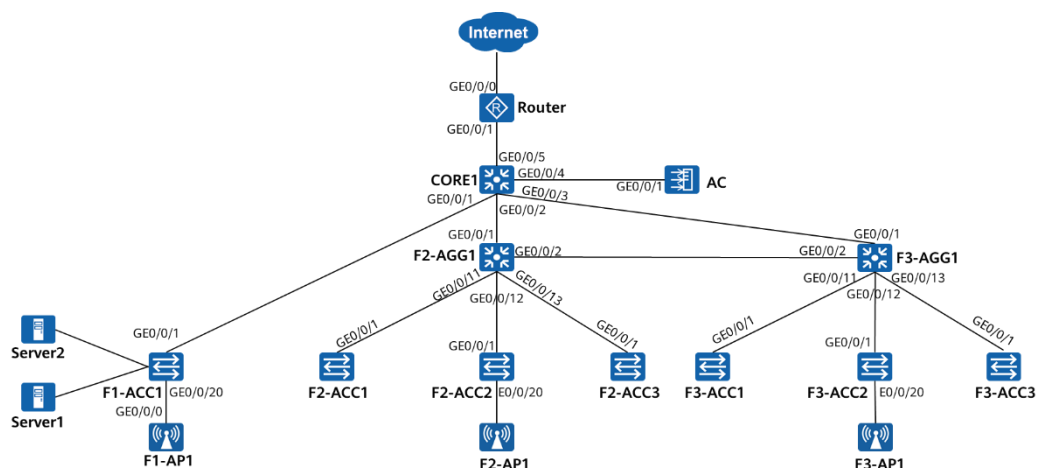 Internet
GE0/0/0
R
Router
GE0/0/1
GE0/0/5
GE0/0/4
CORE1
GE0/0/1
AC
GE0/0/1
GE0/0/3
GE0/0/2
GE0/0/1
GE0/0/1
F2-AGG1
GE0/0/2
GE0/0/2
F3-AGG1
GE0/0/11
GE0/0/12
GE0/0/13
GE0/0/11
GE0/0/12
GE0/0/13
GE0/0/1
GE0/0/1
GE0/0/1
GE0/0/1
GE0/0/1
GE0/0/1
GE0/0/1
Server2
F1-ACC1
F2-ACC1
F2-ACC2
F2-ACC3
F3-ACC1
F3-ACC2
F3-ACC3
GE0/0/20
E0/0/20
E0/0/20
GE0/0/0
Server1
F1-AP1
F2-AP1
F3-AP1